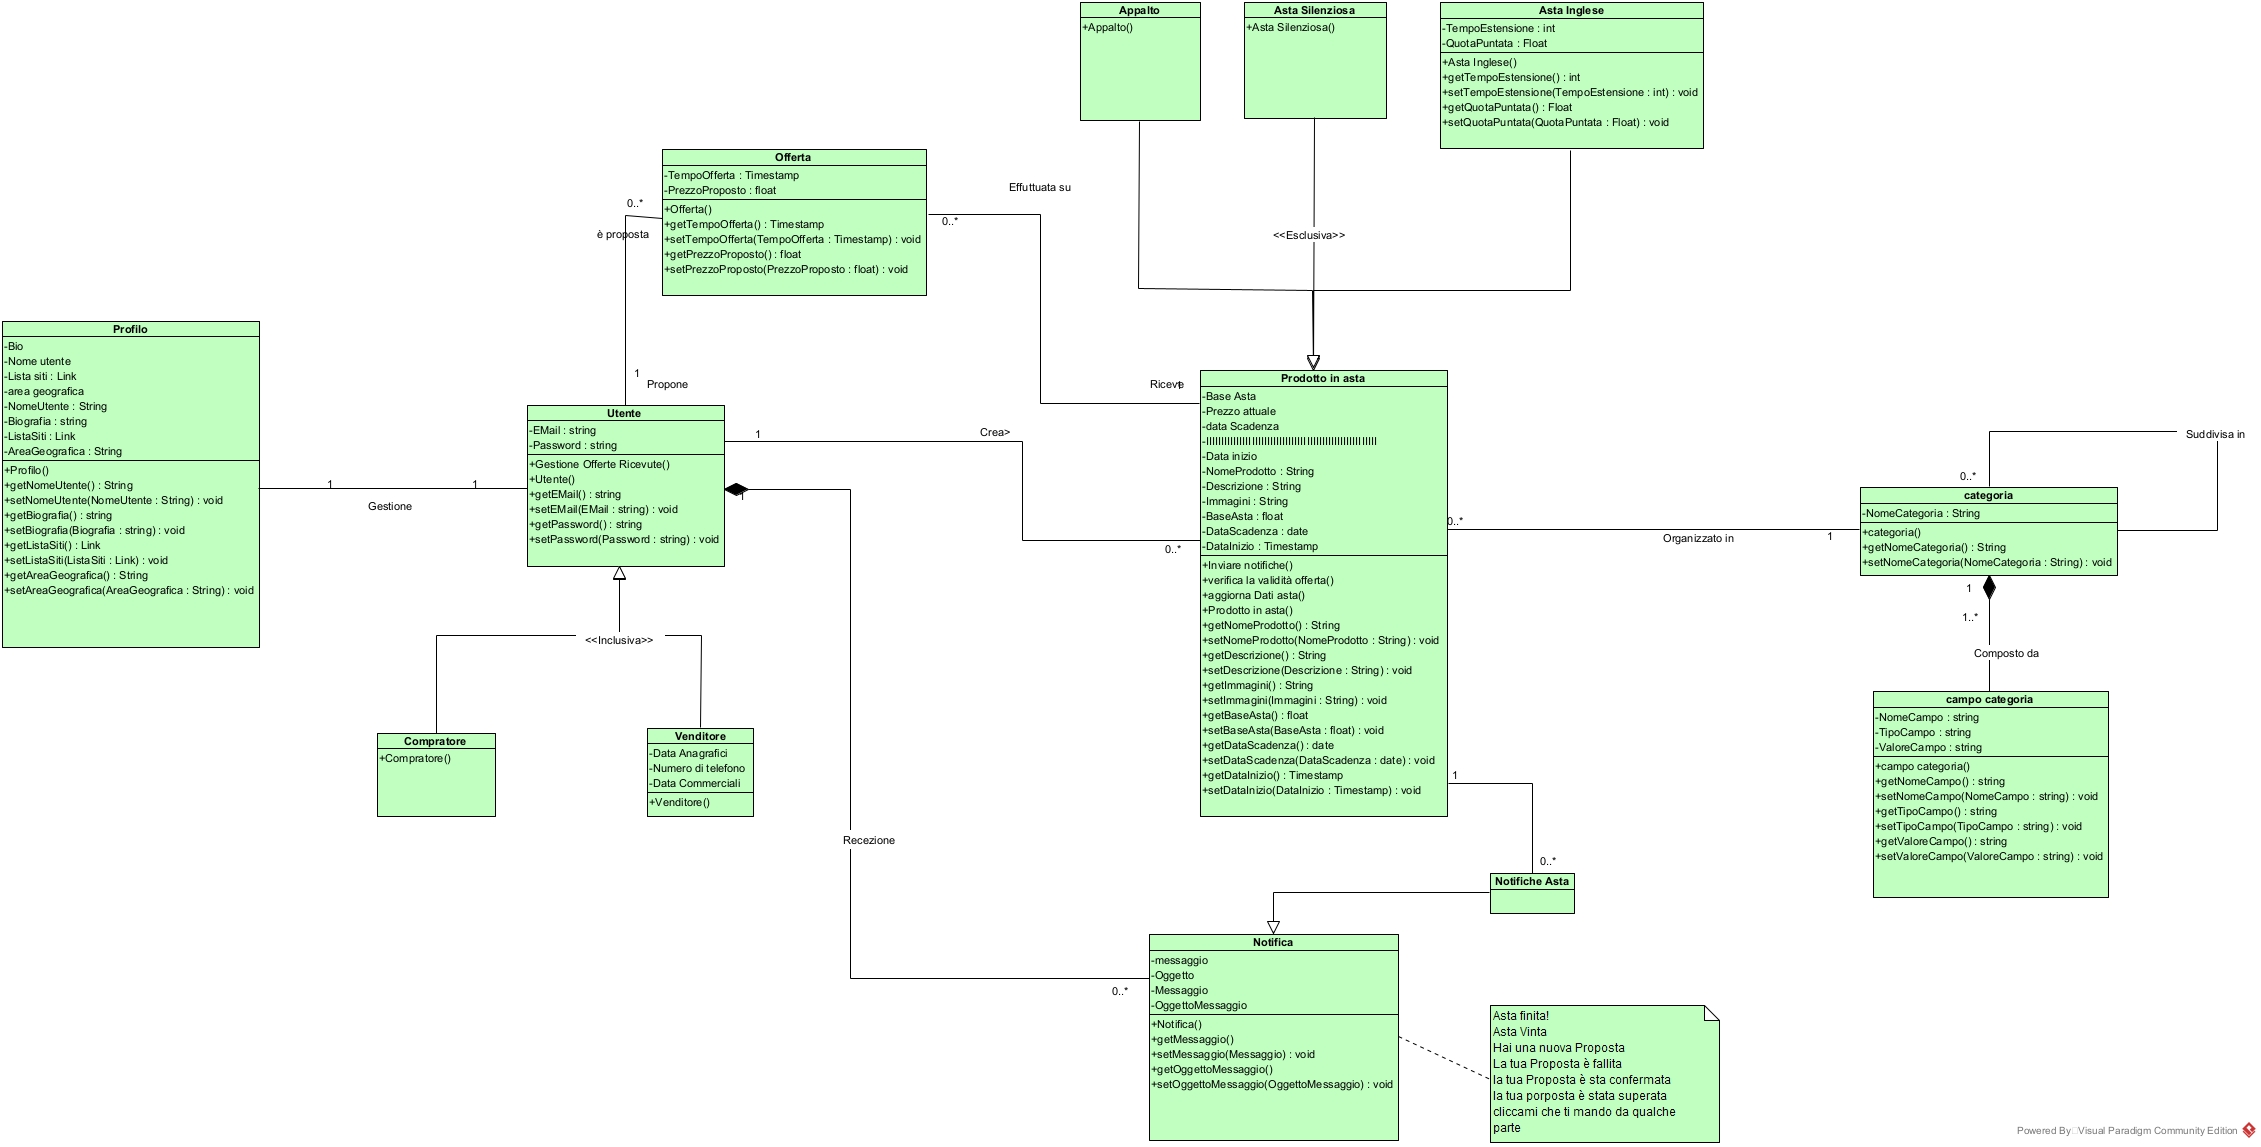 Appalto
+Appalto()
Asta Silenziosa
+Asta Silenziosa()
Asta Inglese
-TempoEstensione : int
-QuotaPuntata : Float
+Asta Inglese()
+getTempoEstensione() : int
+setTempoEstensione(TempoEstensione : int) : void
+getQuotaPuntata() : Float
+setQuotaPuntata(QuotaPuntata : Float) : void
Offerta
-TempoOfferta : Timestamp
-PrezzoProposto : float
+Offerta()
+getTempoOfferta() : Timestamp
+setTempoOfferta(TempoOfferta : Timestamp) : void
+getPrezzoProposto() : float
+setPrezzoProposto(PrezzoProposto : float) : void
0..*
è proposta
1
Propone
Effuttuata su
0..*
Riceve
1
<<Esclusiva>>
Profilo
-Bio
-Nome utente
-Lista siti : Link
-area geografica
-NomeUtente : String
-Biografia : string
-ListaSiti : Link
-AreaGeografica : String
+Profilo()
+getNomeUtente() : String
+setNomeUtente(NomeUtente : String) : void
+getBiografia() : string
+setBiografia(Biografia : string) : void
+getListaSiti() : Link
+setListaSiti(ListaSiti : Link) : void
+getAreaGeografica() : String
+setAreaGeografica(AreaGeografica : String) : void
1
1
Gestione
Utente
-EMail : string
-Password : string
+Gestione Offerte Ricevute()
+Utente()
+getEMail() : string
+setEMail(EMail : string) : void
+getPassword() : string
+setPassword(Password : string) : void
1
Crea>
0..*
1
<<Inclusiva>>
Compratore
+Compratore()
Venditore
-Data Anagrafici
-Numero di telefono
-Data Commerciali
+Venditore()
Recezione
0..*
Prodotto in asta
-Base Asta
-Prezzo attuale
-data Scadenza
-Data inizio
-NomeProdotto : String
-Descrizione : String
-Immagini : String
-BaseAsta : float
-DataScadenza : date
-DataInizio : Timestamp
+Inviare notifiche()
+verifica la validità offerta()
+aggiorna Dati asta()
+Prodotto in asta()
+getNomeProdotto() : String
+setNomeProdotto(NomeProdotto : String) : void
+getDescrizione() : String
+setDescrizione(Descrizione : String) : void
+getImmagini() : String
+setImmagini(Immagini : String) : void
+getBaseAsta() : float
+setBaseAsta(BaseAsta : float) : void
+getDataScadenza() : date
+setDataScadenza(DataScadenza : date) : void
+getDataInizio() : Timestamp
+setDataInizio(DataInizio : Timestamp) : void
0..*
Organizzato in
1
Suddivisa in
0..*
categoria
-NomeCategoria : String
+categoria()
+getNomeCategoria() : String
+setNomeCategoria(NomeCategoria : String) : void
1
1..*
Composto da
campo categoria
-NomeCampo : string
-TipoCampo : string
-ValoreCampo : string
+campo categoria()
+getNomeCampo() : string
+setNomeCampo(NomeCampo : string) : void
+getTipoCampo() : string
+setTipoCampo(TipoCampo : string) : void
+getValoreCampo() : string
+setValoreCampo(ValoreCampo : string) : void
1
0..*
Notifiche Asta
Notifica
-messaggio
-Oggetto
-Messaggio
-OggettoMessaggio
+Notifica()
+getMessaggio()
+setMessaggio(Messaggio) : void
+getOggettoMessaggio()
+setOggettoMessaggio(OggettoMessaggio) : void
Asta finita!
Asta Vinta
Hai una nuova Proposta
La tua Proposta è fallita
la tua Proposta è sta confermata
la tua porposta è stata superata
cliccami che ti mando da qualche
parte
Powered By Visual Paradigm Community Edition